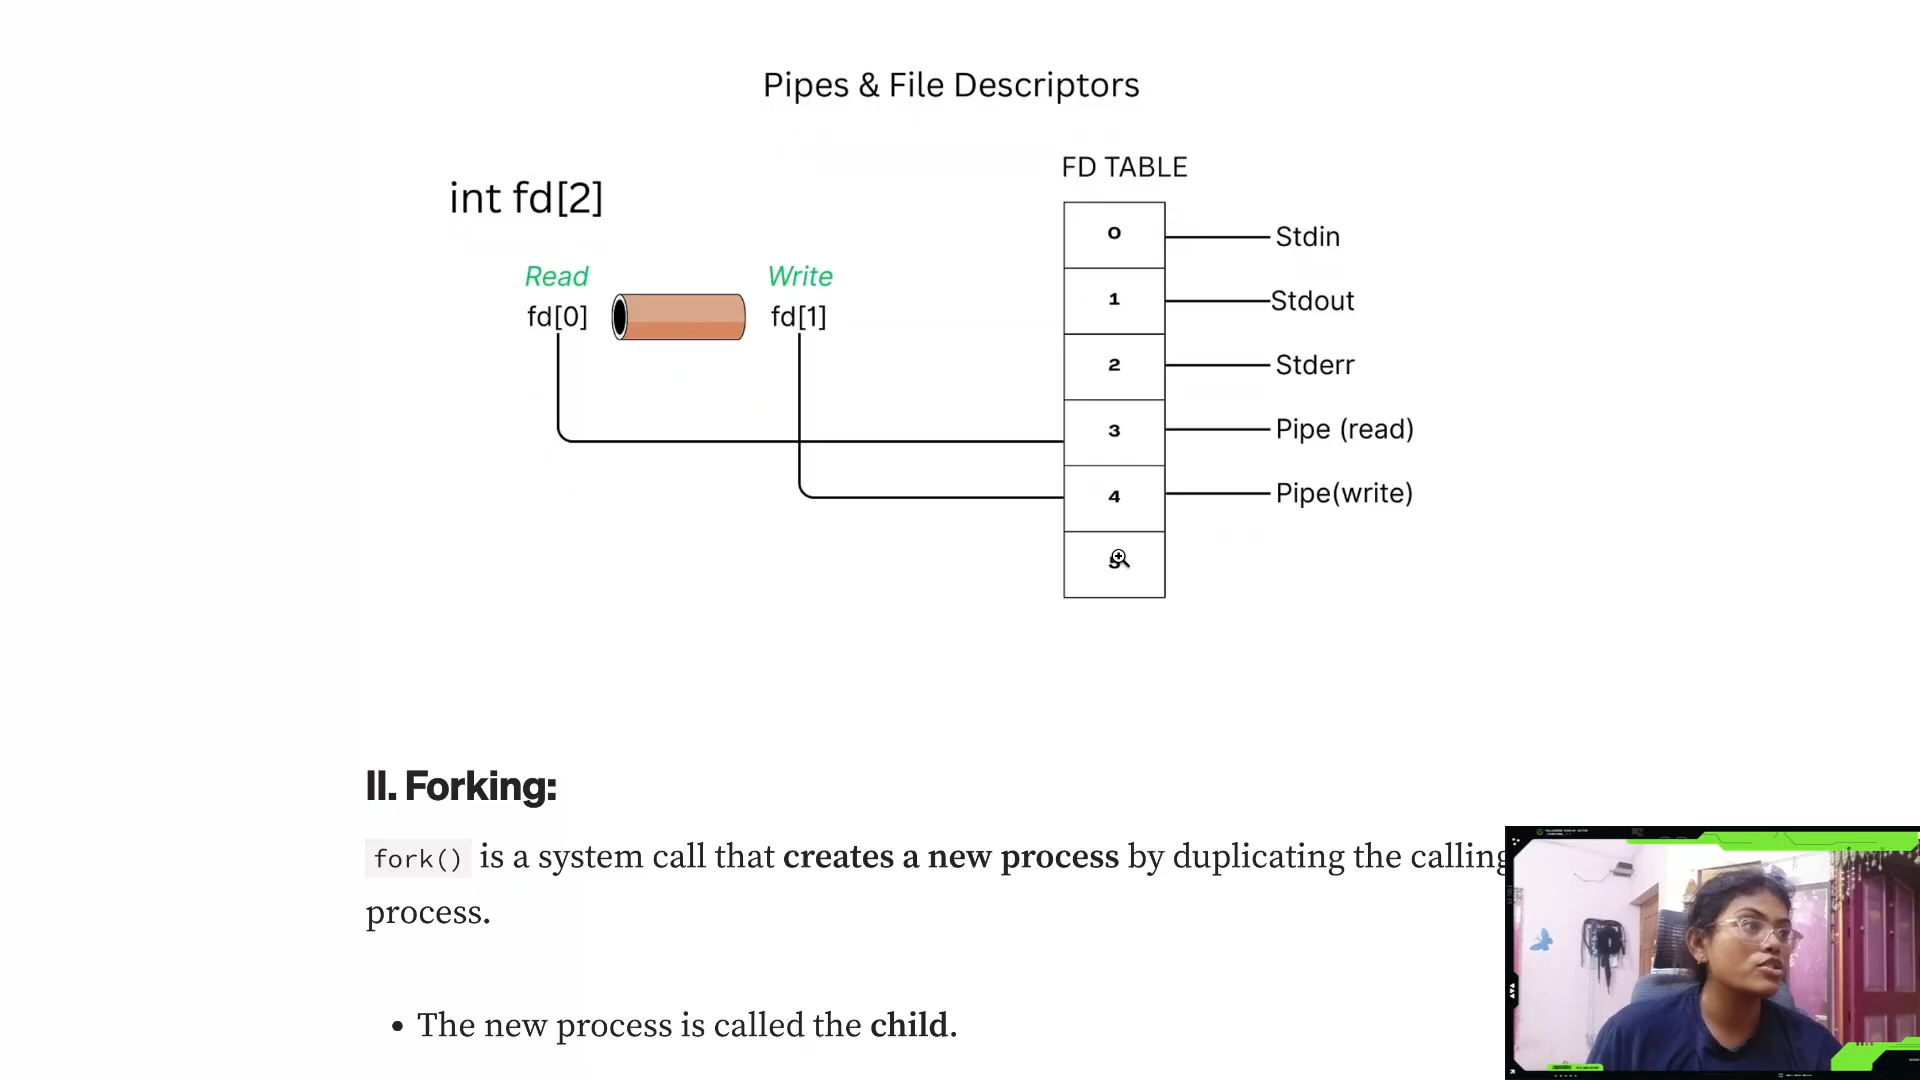 Pipes & File Descriptors
FD TABLE
int fd[2]
0
Stdin
Read
Write
1
Stdout
fd[0]
fd[1]
2
Stderr
3
Pipe (read)
4
Pipe(write)
5
II. Forking:
fork() is a system call that creates a new process by duplicating the calling
process.
• The new process is called the child.